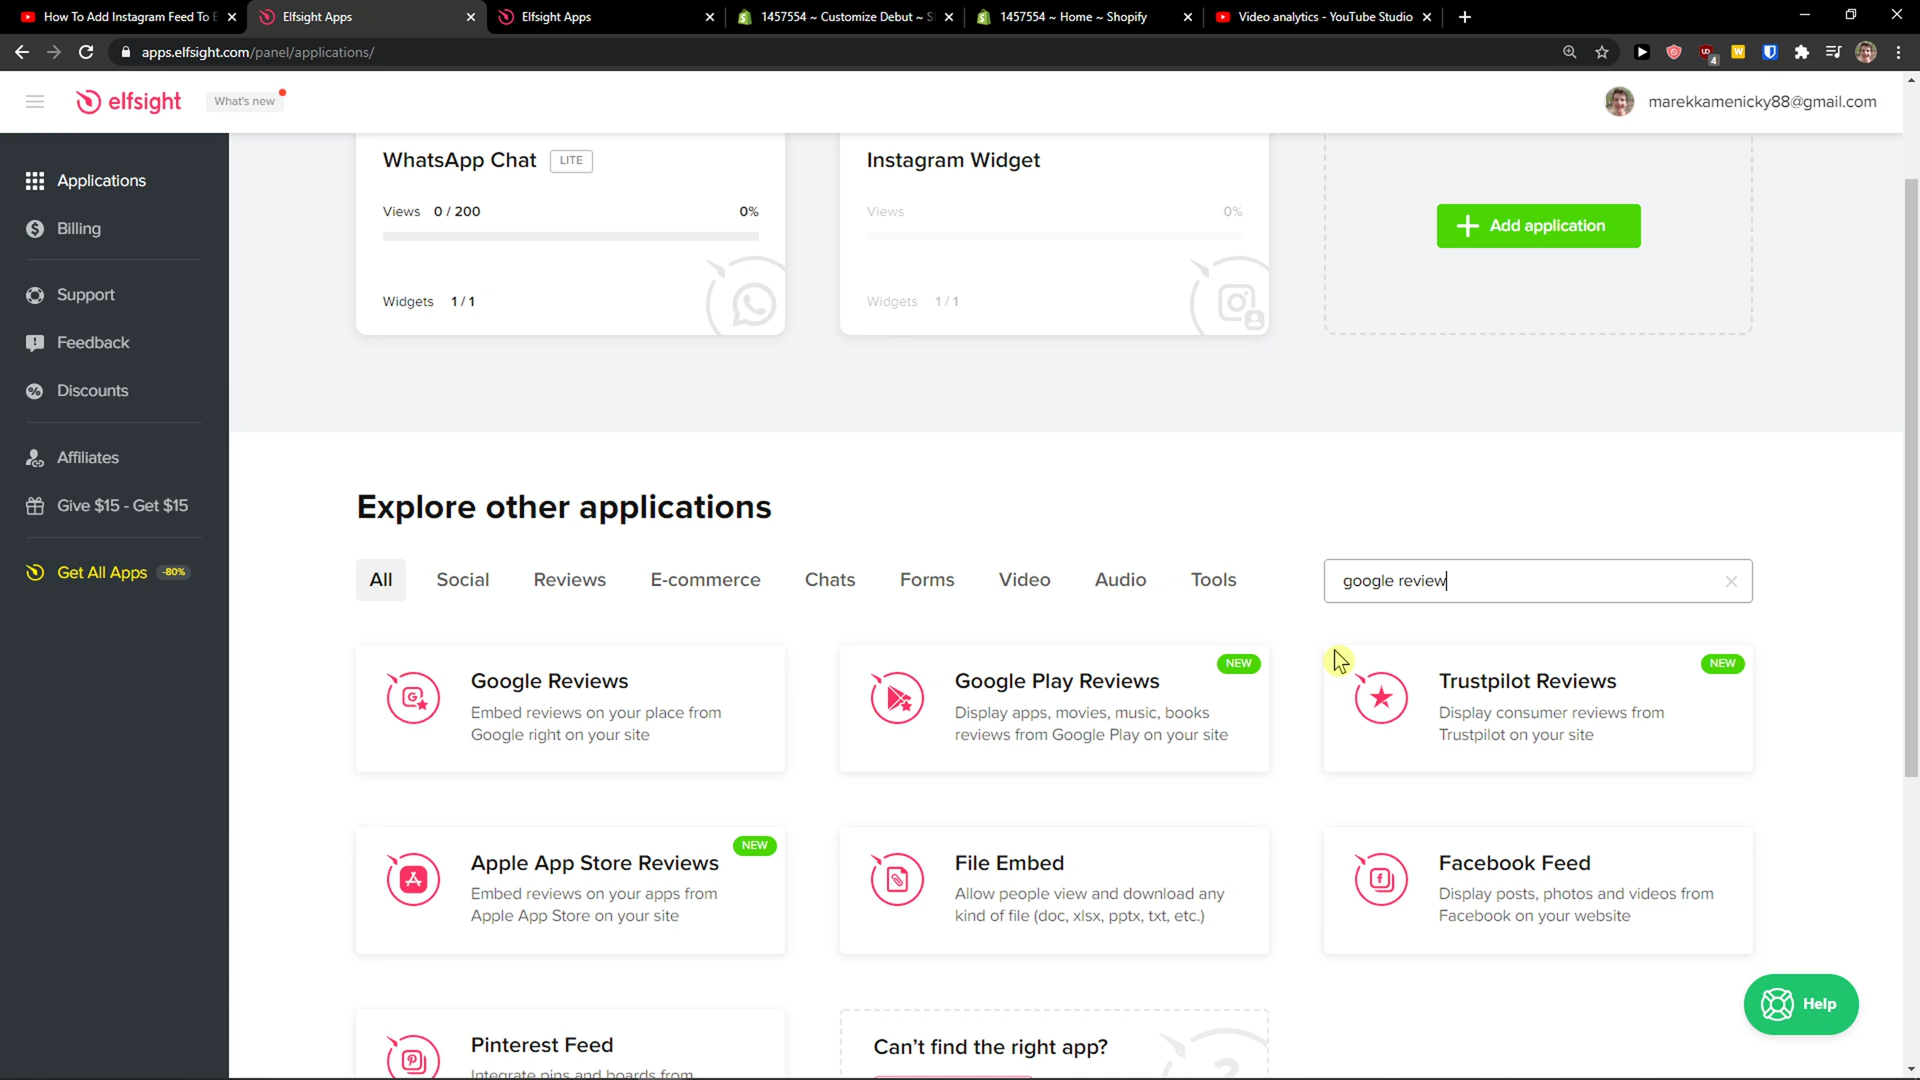 How To Add Instagram Feed To E
Elfsight Apps
Elfsight Apps
1457554 ~ Customize Debut ~ S
1457554 ~ Home ~ Shopify
Video analytics - YouTube Studio
apps.elfsight.com/panel/applications/
4
elfsight
What's new
marekkamenicky88@gmail.com
Applications
Billing
Support
Feedback
Discounts
Affiliates
Give $15 - Get $15
Get All Apps -80%
WhatsApp Chat LITE
Views 0 / 200 0%
Widgets 1 / 1
Instagram Widget
Views 0%
Widgets 1 / 1
Add application
Explore other applications
All Social Reviews E-commerce Chats Forms Video Audio Tools
google review
Google Reviews
Embed reviews on your place from
Google right on your site
NEW
Google Play Reviews
Display apps, movies, music, books
reviews from Google Play on your site
NEW
Trustpilot Reviews
Display consumer reviews from
Trustpilot on your site
NEW
Apple App Store Reviews
Embed reviews on your apps from
Apple App Store on your site
File Embed
Allow people view and download any
kind of file (doc, xlsx, pptx, txt, etc.)
Facebook Feed
Display posts, photos and videos from
Facebook on your website
Pinterest Feed
Integrate pins and boards from
Can't find the right app?
Help